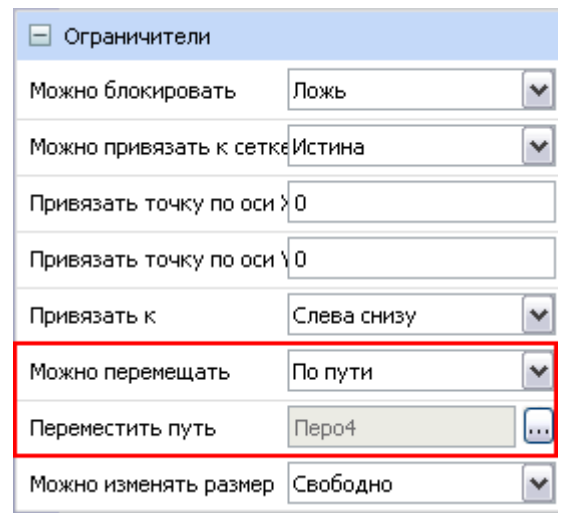 Ограничители
Можно блокировать Ложь
Можно привязать к сетке Истина
Привязать точку по оси X 0
Привязать точку по оси 0
Привязать к Слева снизу
Можно перемещать По пути
Переместить путь Перо4 ...
Можно изменять размер Свободно